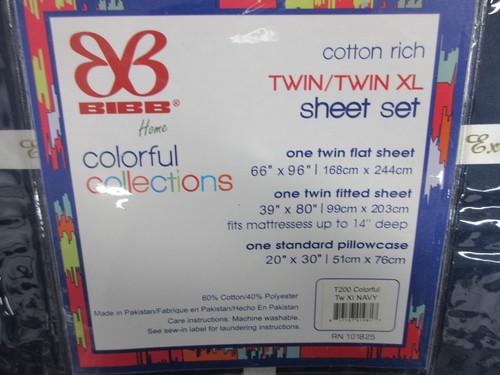 BIBB®
Home
colorful
collections
cotton rich
TWIN/TWIN XL
sheet set
one twin flat sheet
66" x 96" | 168cm x 244cm
one twin fitted sheet
39" x 80" | 99cm x 203cm
fits mattressess up to 14" deep
one standard pillowcase
20" x 30" | 51cm x 76cm
60% Cotton/40% Polyester
Made in Pakistan/Fabrique en Pakistan/Hecho En Pakistan
Care instructions: Machine washable.
See sew-in label for laundering instructions.
T200 Colorful
Tw Xl NAVY
RN 101825
Ex